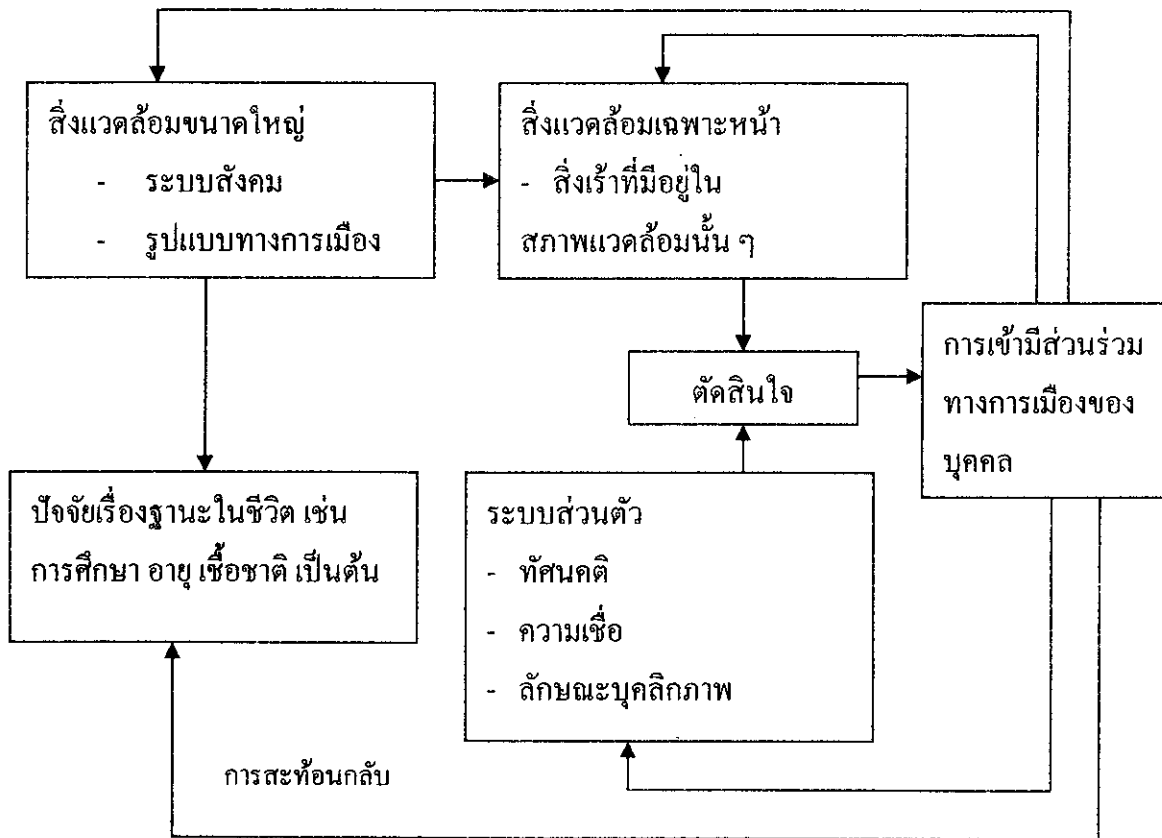 สิ่งแวดล้อมขนาดใหญ่
- ระบบสังคม
- รูปแบบทางการเมือง
สิ่งแวดล้อมเฉพาะหน้า
- สิ่งเร้าที่มีอยู่ใน
สภาพแวดล้อมนั้น ๆ
ตัดสินใจ
การเข้ามีส่วนร่วม
ทางการเมืองของ
บุคคล
ปัจจัยเรื่องฐานะในชีวิต เช่น
การศึกษา อายุ เชื้อชาติ เป็นต้น
ระบบส่วนตัว
- ทัศนคติ
- ความเชื่อ
- ลักษณะบุคลิกภาพ
การสะท้อนกลับ